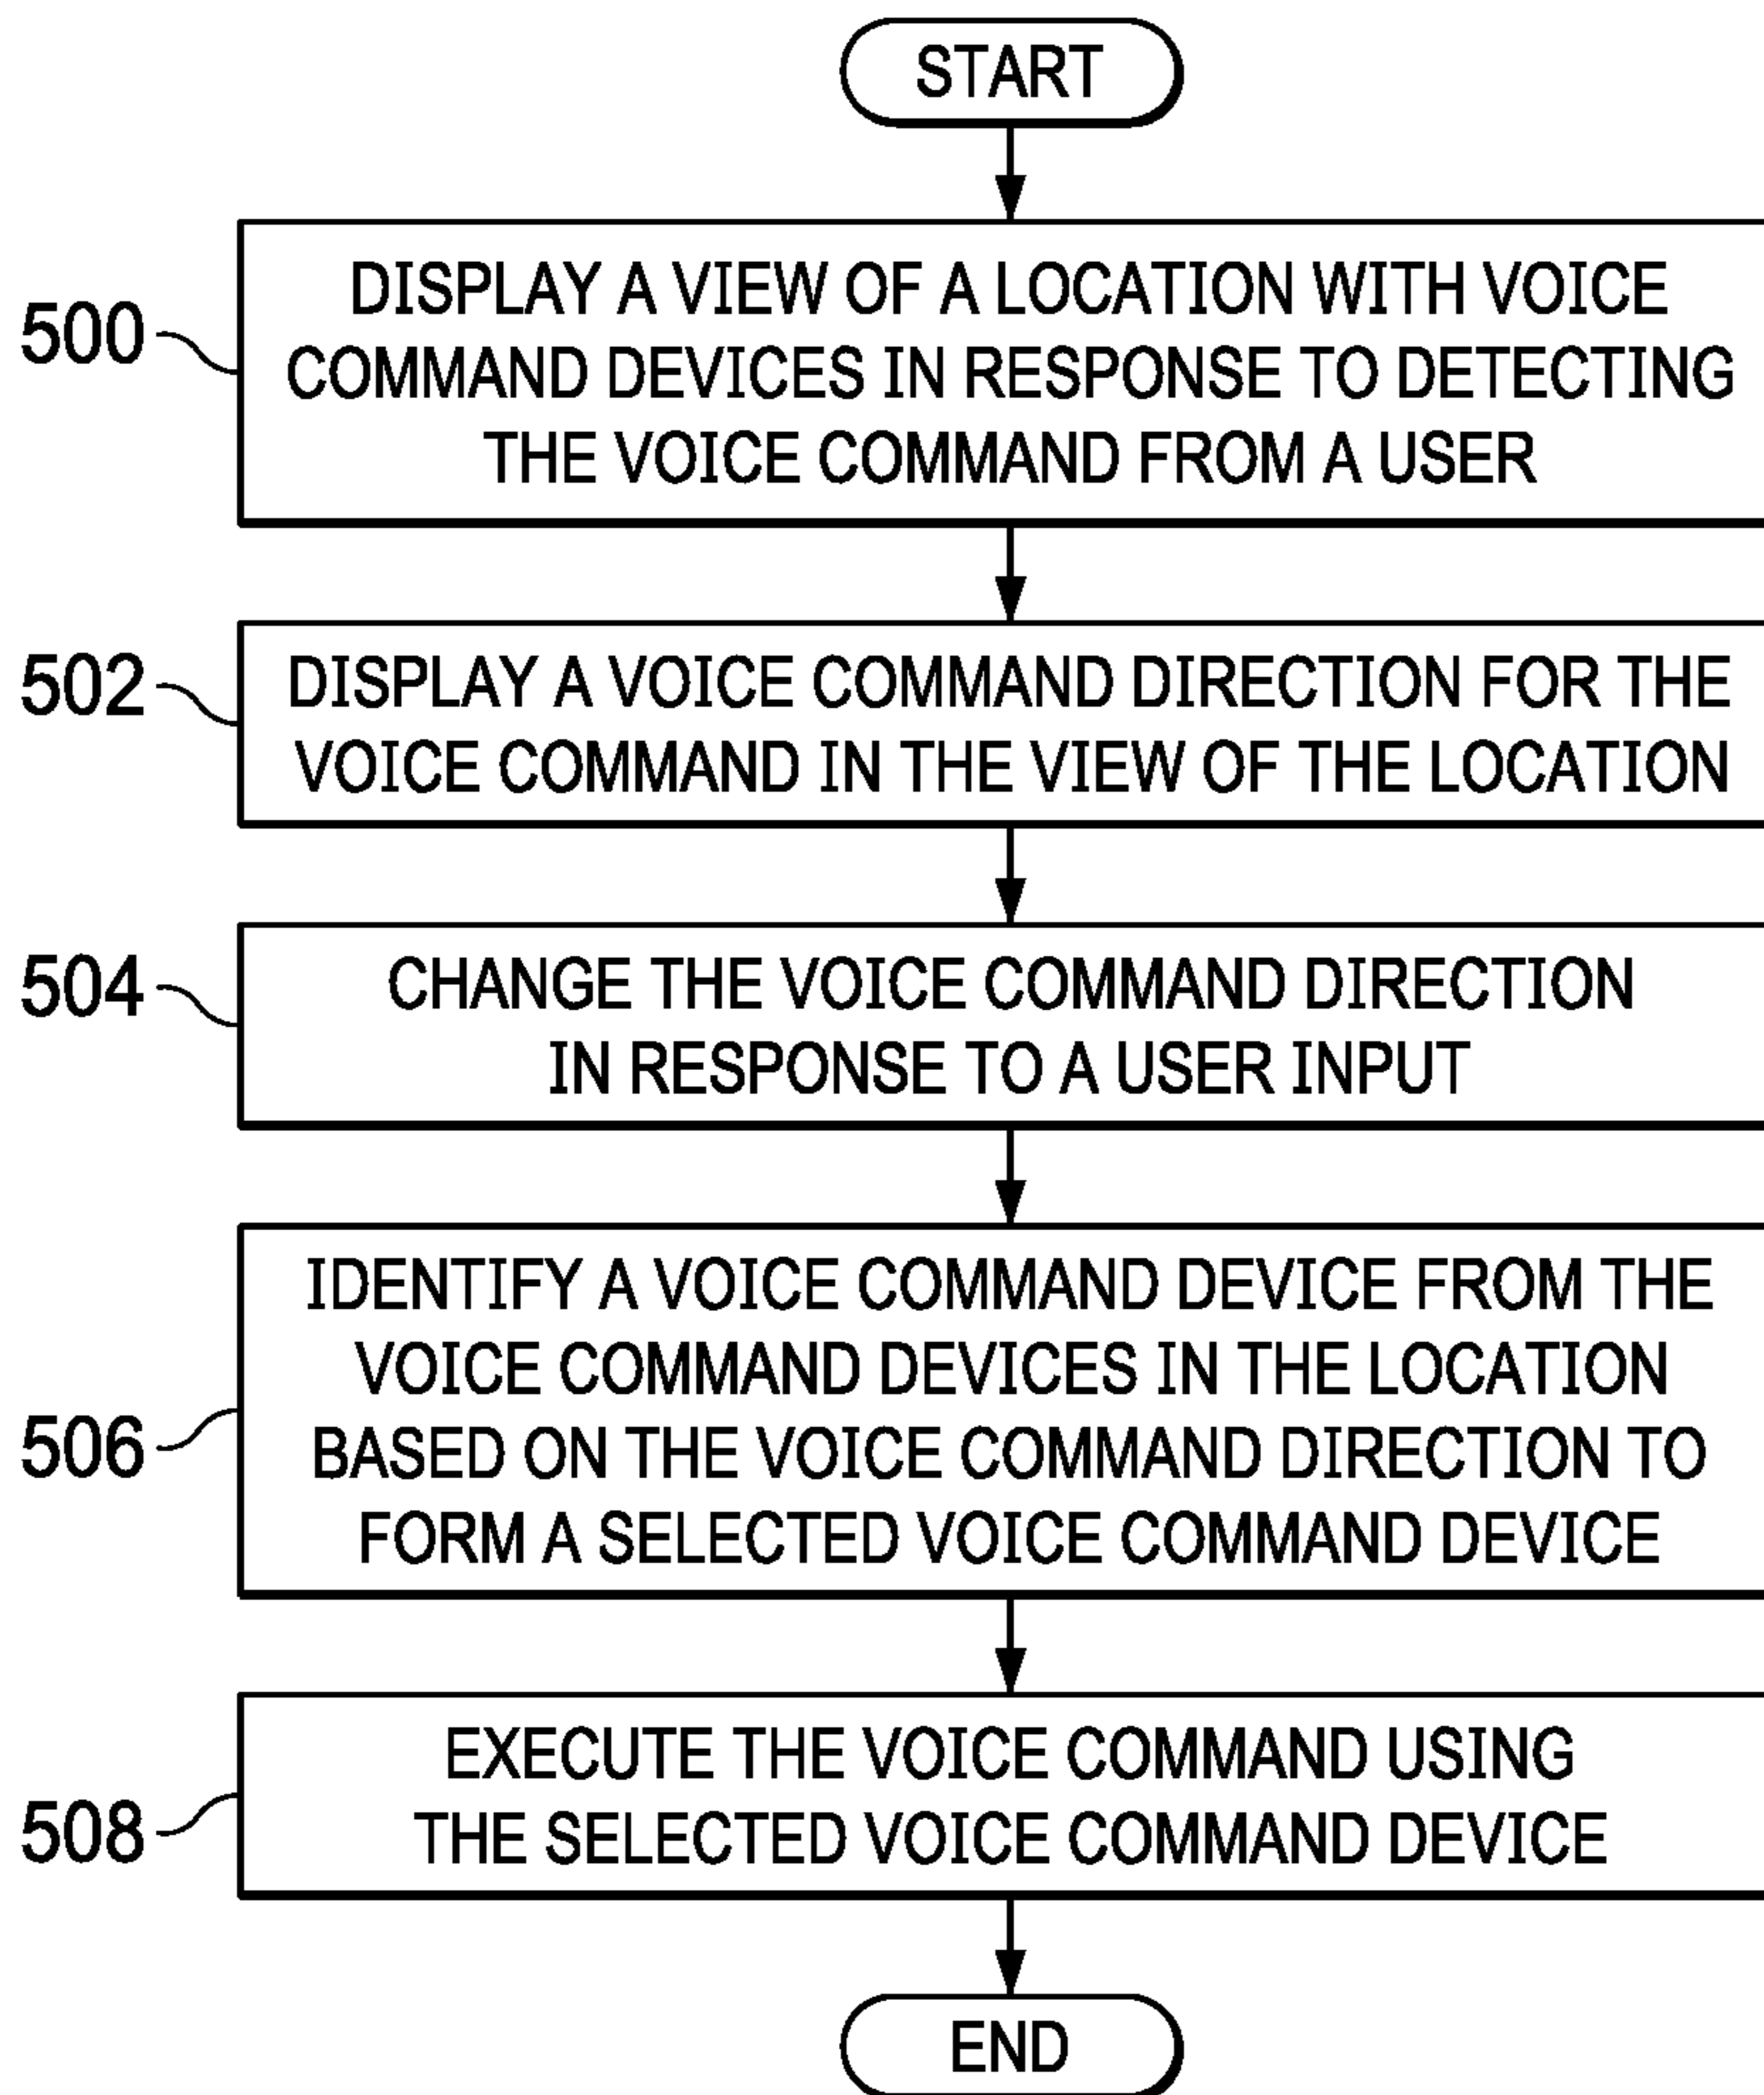 START
500
DISPLAY A VIEW OF A LOCATION WITH VOICE
COMMAND DEVICES IN RESPONSE TO DETECTING
THE VOICE COMMAND FROM A USER
502
DISPLAY A VOICE COMMAND DIRECTION FOR THE
VOICE COMMAND IN THE VIEW OF THE LOCATION
504
CHANGE THE VOICE COMMAND DIRECTION
IN RESPONSE TO A USER INPUT
506
IDENTIFY A VOICE COMMAND DEVICE FROM THE
VOICE COMMAND DEVICES IN THE LOCATION
BASED ON THE VOICE COMMAND DIRECTION TO
FORM A SELECTED VOICE COMMAND DEVICE
508
EXECUTE THE VOICE COMMAND USING
THE SELECTED VOICE COMMAND DEVICE
END